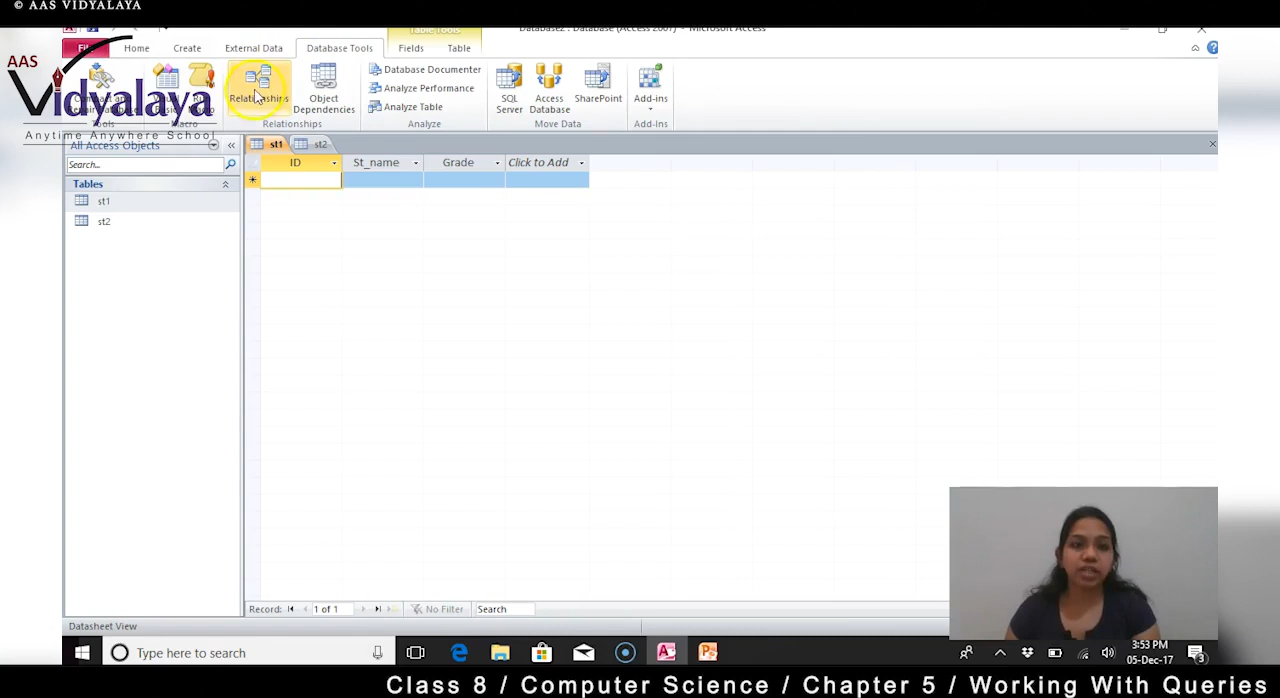 © AAS VIDYALAYA
Table Tools
Database2 : Database (Access 2007) - Microsoft Access
Home Create External Data Database Tools Fields Table
AAS
Vidyalaya
Anytime Anywhere School
Relationships
Object Dependencies
Relationships
Database Documenter
Analyze Performance
Analyze Table
Analyze
SQL Server
Access Database
SharePoint
Move Data
Add-ins
Add-Ins
Tools
Macro
All Access Objects
Search...
Tables
st1
st2
st1 st2
ID St_name Grade Click to Add
Record: 1 of 1 No Filter Search
Datasheet View
Type here to search
3:53 PM
05-Dec-17
3
Class 8 / Computer Science / Chapter 5 / Working With Queries